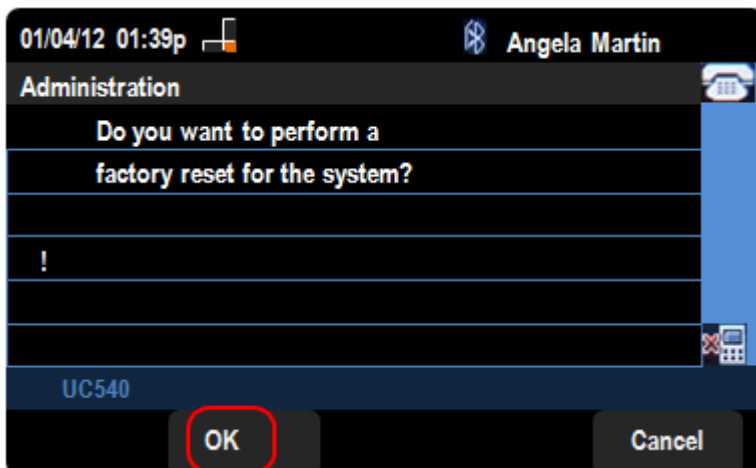 01/04/12 01:39p Angela Martin
Administration
Do you want to perform a
factory reset for the system?
!
UC540
OK Cancel